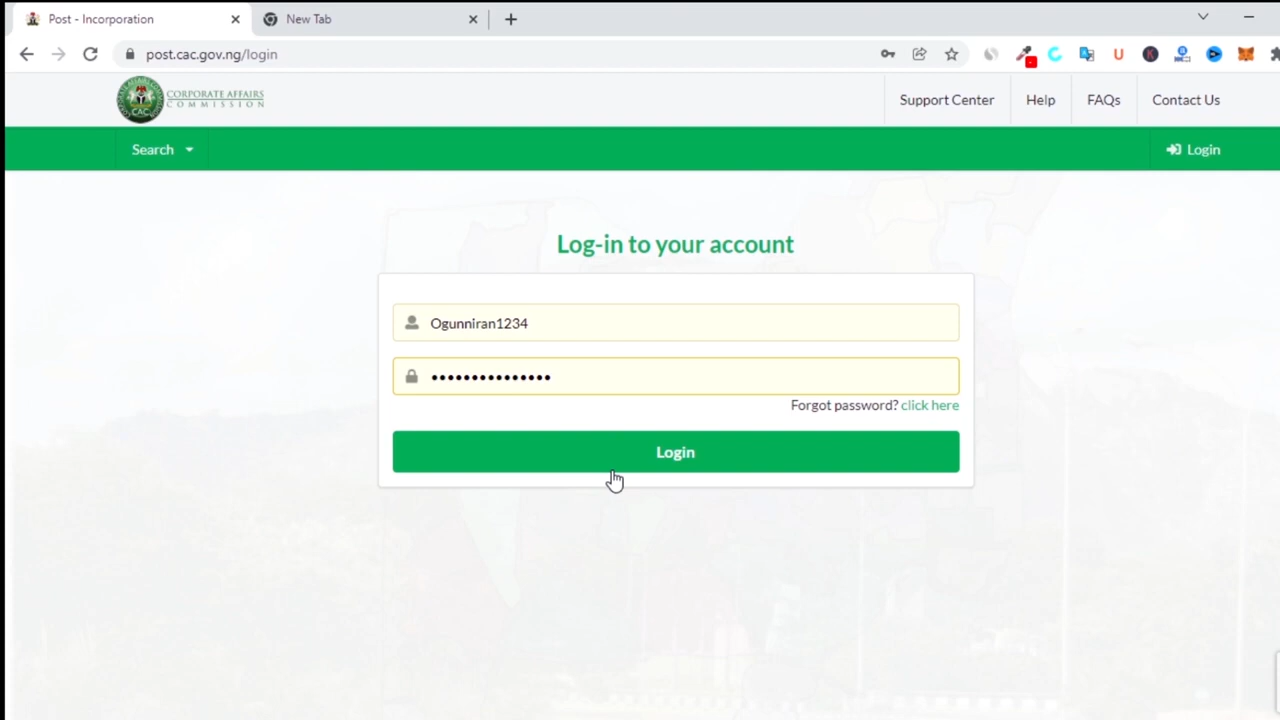 Post - Incorporation
New Tab
post.cac.gov.ng/login
CORPORATE AFFAIRS
COMMISSION
CAC
Support Center
Help
FAQs
Contact Us
Search
Login
Log-in to your account
Ogunniran1234
•••••••••••••••
Forgot password? click here
Login